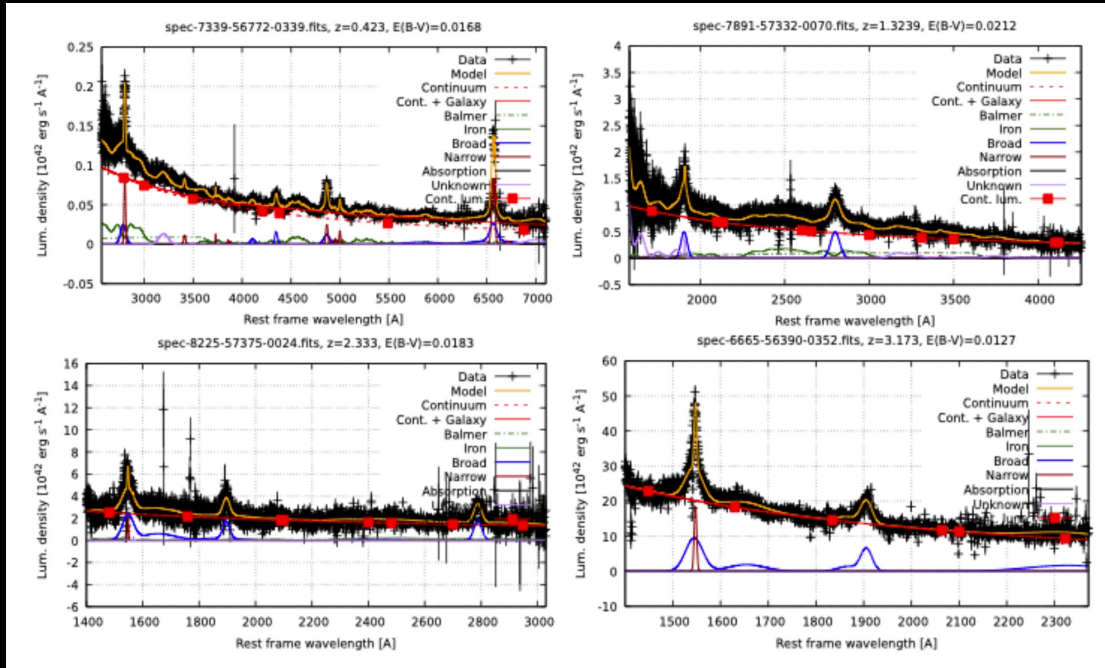 spec-7339-56772-0339.fits, z=0.423, E(B-V)=0.0168
Lum. density [10^42 erg s^-1 A^-1]
0.25
0.2
0.15
0.1
0.05
0
-0.05
Data
Model
Continuum
Cont. + Galaxy
Balmer
Iron
Broad
Narrow
Absorption
Unknown
Cont. lum.
3000 3500 4000 4500 5000 5500 6000 6500 7000
Rest frame wavelength [A]
spec-7891-57332-0070.fits, z=1.3239, E(B-V)=0.0212
Lum. density [10^42 erg s^-1 A^-1]
4
3.5
3
2.5
2
1.5
1
0.5
0
-0.5
Data
Model
Continuum
Cont. + Galaxy
Balmer
Iron
Broad
Narrow
Absorption
Unknown
Cont. lum.
2000 2500 3000 3500 4000
Rest frame wavelength [A]
spec-8225-57375-0024.fits, z=2.333, E(B-V)=0.0183
Lum. density [10^42 erg s^-1 A^-1]
16
14
12
10
8
6
4
2
0
-2
-4
-6
Data
Model
Continuum
Cont. + Galaxy
Balmer
Iron
Broad
Narrow
Absorption
1400 1600 1800 2000 2200 2400 2600 2800 3000
Rest frame wavelength [A]
spec-6665-56390-0352.fits, z=3.173, E(B-V)=0.0127
Lum. density [10^42 erg s^-1 A^-1]
60
50
40
30
20
10
0
-10
Data
Model
Continuum
Cont. + Galaxy
Balmer
Iron
Broad
Narrow
Absorption
Unknown
1500 1600 1700 1800 1900 2000 2100 2200 2300
Rest frame wavelength [A]